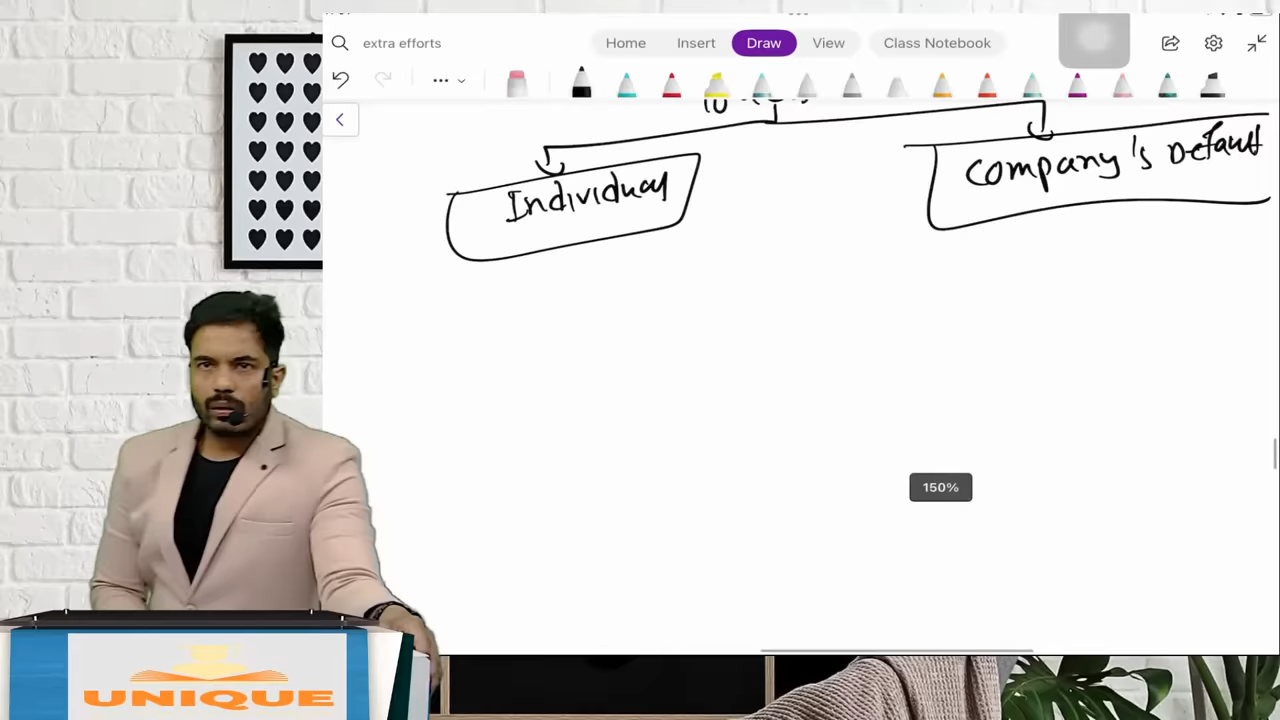 extra efforts
Home
Insert
Draw
View
Class Notebook
Individual
Company's Default
150%
UNIQUE